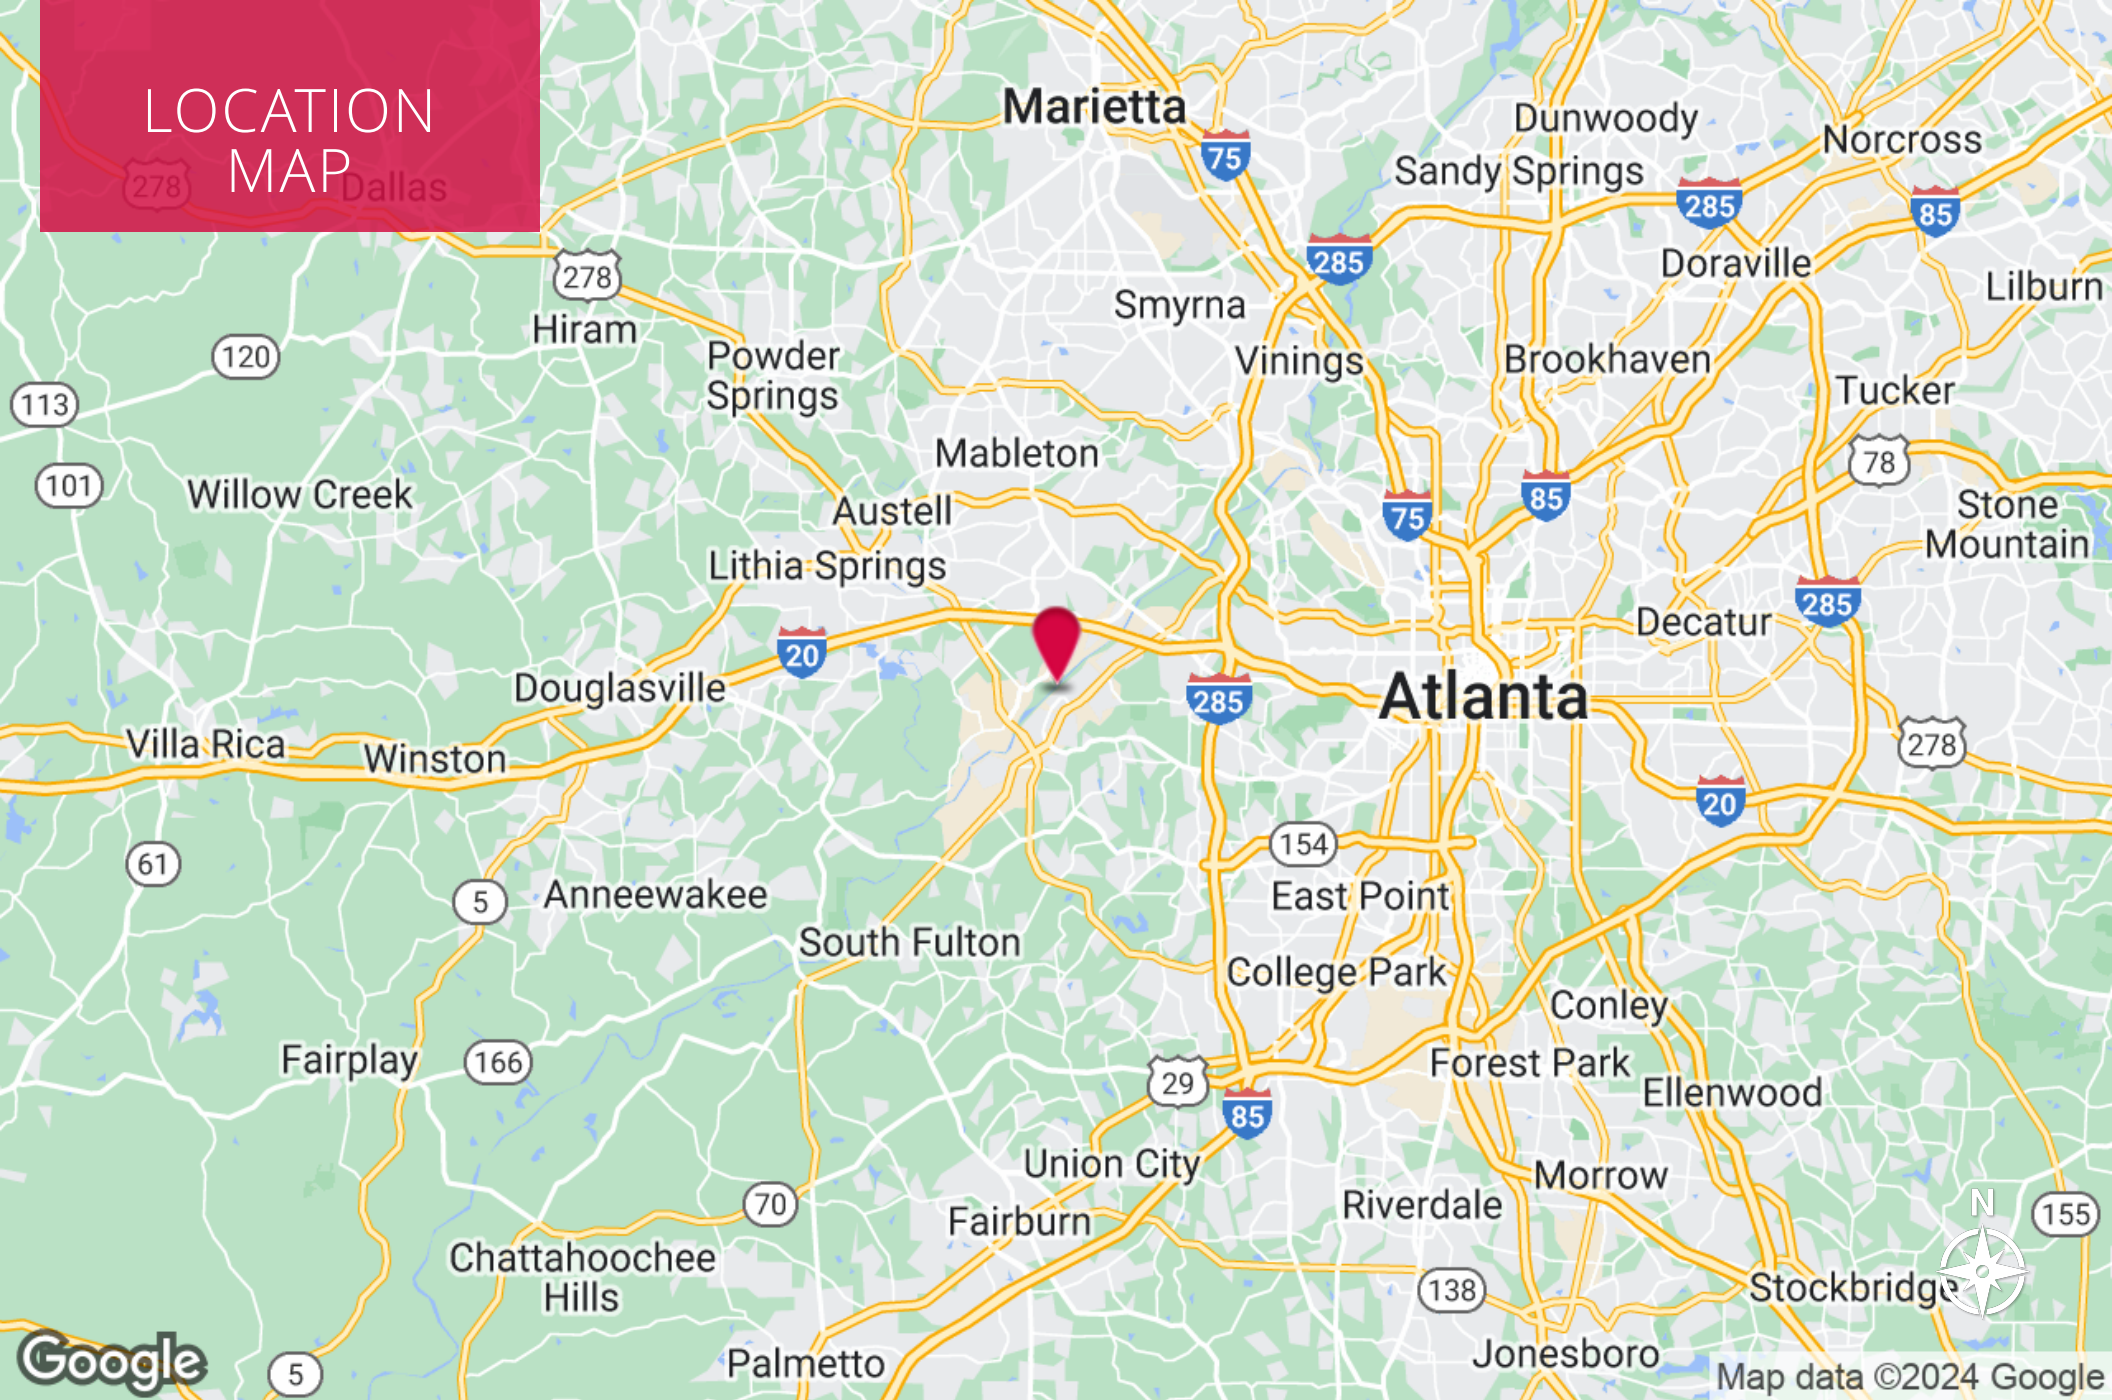 LOCATION
MAP
278
Dallas
Marietta
75
Dunwoody
Norcross
Sandy Springs
285
85
285
278
Doraville
Lilburn
Smyrna
Hiram
120
Powder
Springs
Vinings
Brookhaven
Tucker
113
Mableton
78
101
Willow Creek
Austell
75
85
Stone
Mountain
Lithia Springs
285
Decatur
20
Douglasville
285
Atlanta
Villa Rica
Winston
278
20
154
61
5
Anneewakee
East Point
South Fulton
College Park
Conley
Fairplay
166
29
Forest Park
Ellenwood
85
Union City
Morrow
70
Riverdale
N
155
Fairburn
Chattahoochee
Hills
138
Stockbridge
Google
5
Palmetto
Jonesboro
Map data ©2024 Google